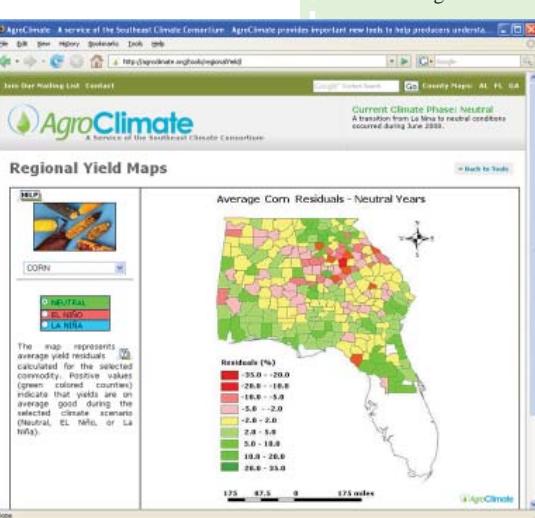 AgroClimate - A service of the Southeast Climate Consortium - AgroClimate provides important new tools to help producers understa...
Edit View History Bookmarks Tools Help
http://agroclimate.org/tools/regionalYield/
Join Our Mailing List Contact
Go County Maps: AL FL GA
AgroClimate
A Service of the Southeast Climate Consortium
Current Climate Phase: Neutral
A transition from La Nina to neutral conditions
occurred during June 2008.
Regional Yield Maps
Back to Tools
HELP
CORN
NEUTRAL
EL NIÑO
LA NIÑA
The map represents
average yield residuals
calculated for the selected
commodity. Positive values
(green colored counties)
indicate that yields are on
average good during the
selected climate scenario
(Neutral, EL Niño, or La
Niña).
Average Corn Residuals - Neutral Years
Residuals (%)
-35.0 - -20.0
-20.0 - -10.0
-10.0 - -5.0
-5.0 - -2.0
-2.0 - 2.0
2.0 - 5.0
5.0 - 10.0
10.0 - 20.0
20.0 - 35.0
175 87.5 0 175 miles
AgroClimate